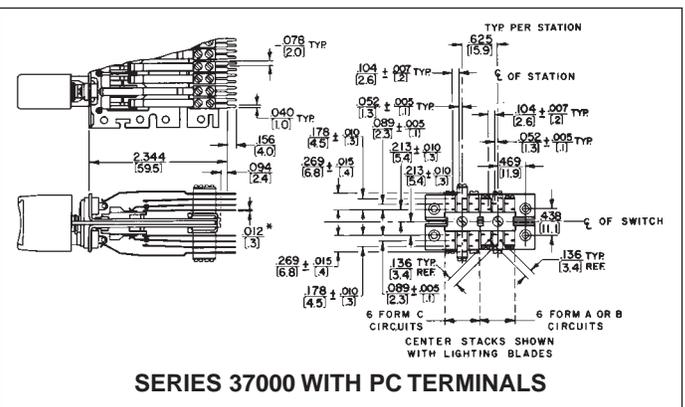 TYP. PER STATION
.625
[15.9]
.078
[2.0] TYP.
.104 ± .007 TYP.
[2.6] [.2]
℄ OF STATION
.052 ± .005 TYP.
[1.3] [.1]
.104 ± .007 TYP.
[2.6] [.2]
.040
[1.0]
.089 ± .005
[2.3] [.1]
.178 ± .010
[4.5] [.3]
.052 ± .005 TYP.
[1.3] [.1]
.156
[4.0]
.213 ± .010
[5.4] [.3]
2.344
[59.5]
.094
[2.4]
.269 ± .015
[6.8] [.4]
.213 ± .010
[5.4] [.3]
.469
[11.9]
.438
[11.1]
℄ OF SWITCH
.012 *
[.3]
.269 ± .015
[6.8] [.4]
.136 TYP.
[3.4] REF.
.136 TYP.
[3.4] REF.
.178 ± .010
[4.5] [.3]
.089 ± .005
[2.3] [.1]
6 FORM C
CIRCUITS
6 FORM A OR B
CIRCUITS
CENTER STACKS SHOWN
WITH LIGHTING BLADES
SERIES 37000 WITH PC TERMINALS